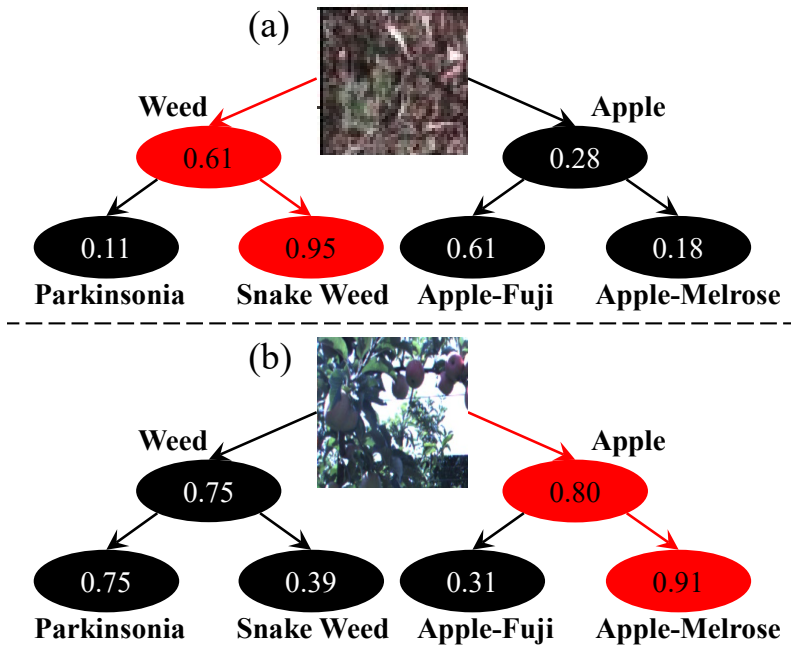 (a)
Weed Apple
0.61 0.28
0.11 0.95 0.61 0.18
Parkinsonia Snake Weed Apple-Fuji Apple-Melrose
(b)
Weed Apple
0.75 0.80
0.75 0.39 0.31 0.91
Parkinsonia Snake Weed Apple-Fuji Apple-Melrose